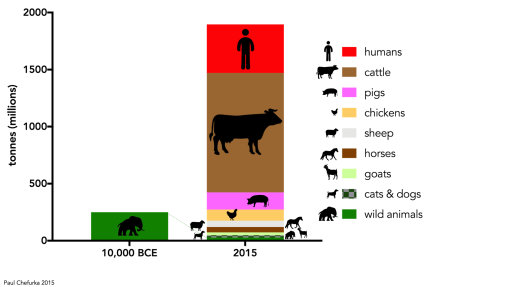 tonnes (millions)
2000
1500
1000
500
0
10,000 BCE
2015
humans
cattle
pigs
chickens
sheep
horses
goats
cats & dogs
wild animals
Paul Chefurka 2015